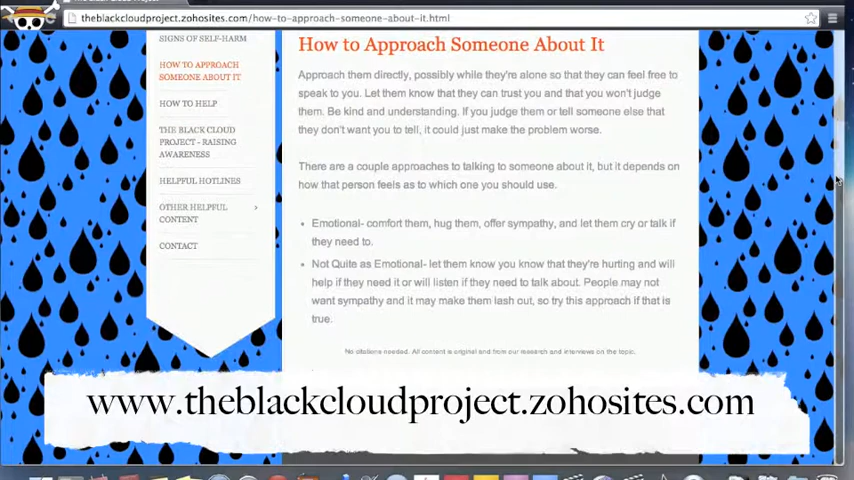 theblackcloudproject.zohosites.com/how-to-approach-someone-about-it.html
SIGNS OF SELF-HARM
HOW TO APPROACH
SOMEONE ABOUT IT
HOW TO HELP
THE BLACK CLOUD
PROJECT - RAISING
AWARENESS
HELPFUL HOTLINES
OTHER HELPFUL
CONTENT
CONTACT
How to Approach Someone About It
Approach them directly, possibly while they're alone so that they can feel free to
speak to you. Let them know that they can trust you and that you won't judge
them. Be kind and understanding. If you judge them or tell someone else that
they don't want you to tell, it could just make the problem worse.
There are a couple approaches to talking to someone about it, but it depends on
how that person feels as to which one you should use.
Emotional- comfort them, hug them, offer sympathy, and let them cry or talk if
they need to.
Not Quite as Emotional- let them know you know that they're hurting and will
help if they need it or will listen if they need to talk about. People may not
want sympathy and it may make them lash out, so try this approach if that is
true.
No citations needed. All content is original and from our research and interviews on the topic.
www.theblackcloudproject.zohosites.com